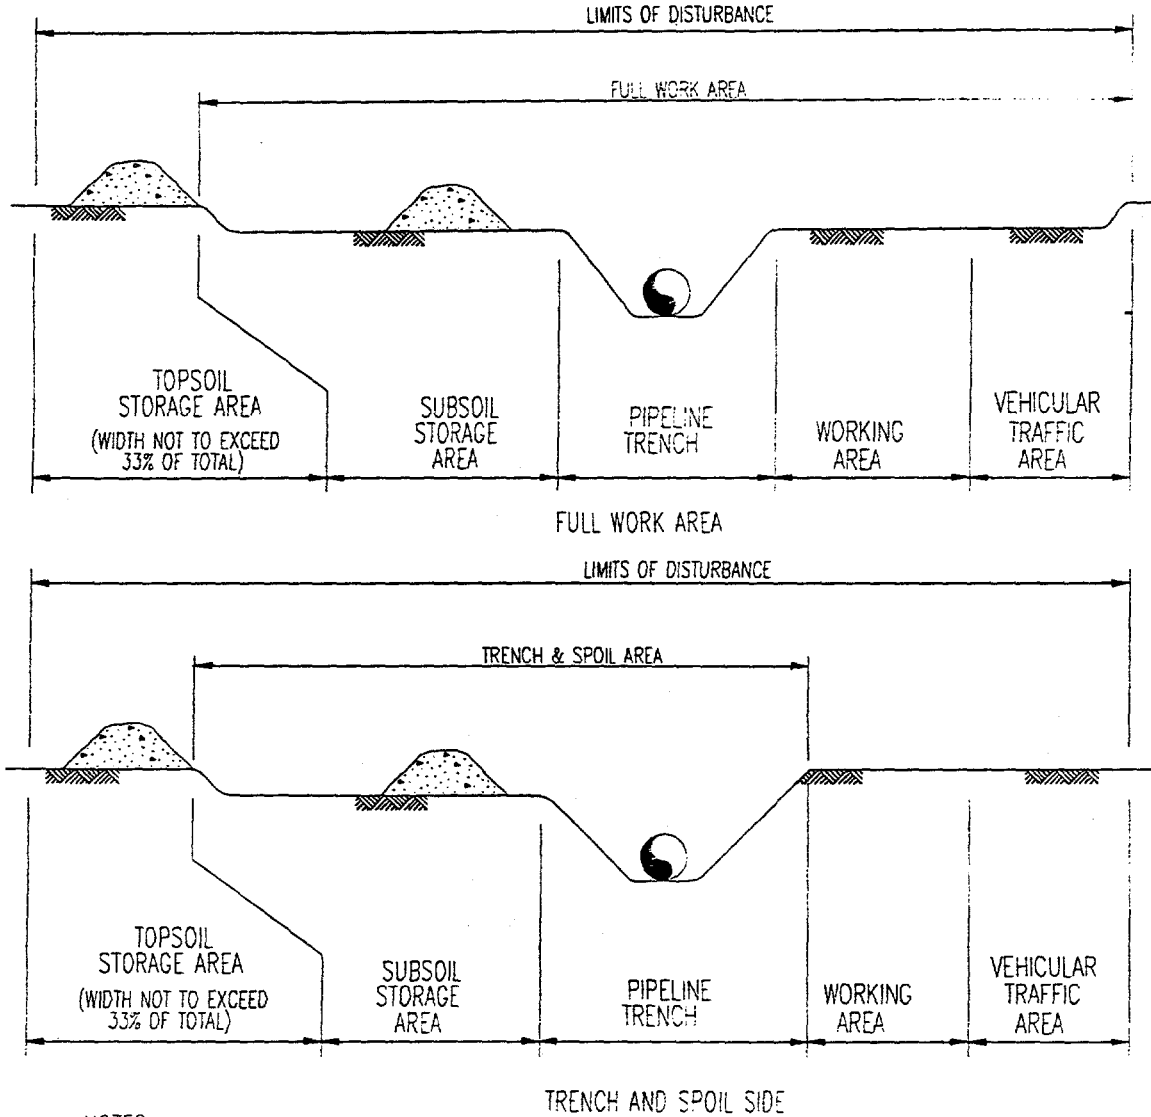 LIMITS OF DISTURBANCE
FULL WORK AREA
TOPSOIL
STORAGE AREA
(WIDTH NOT TO EXCEED
33% OF TOTAL)
SUBSOIL
STORAGE
AREA
PIPELINE
TRENCH
WORKING
AREA
VEHICULAR
TRAFFIC
AREA
FULL WORK AREA
LIMITS OF DISTURBANCE
TRENCH & SPOIL AREA
TOPSOIL
STORAGE AREA
(WIDTH NOT TO EXCEED
33% OF TOTAL)
SUBSOIL
STORAGE
AREA
PIPELINE
TRENCH
WORKING
AREA
VEHICULAR
TRAFFIC
AREA
TRENCH AND SPOIL SIDE